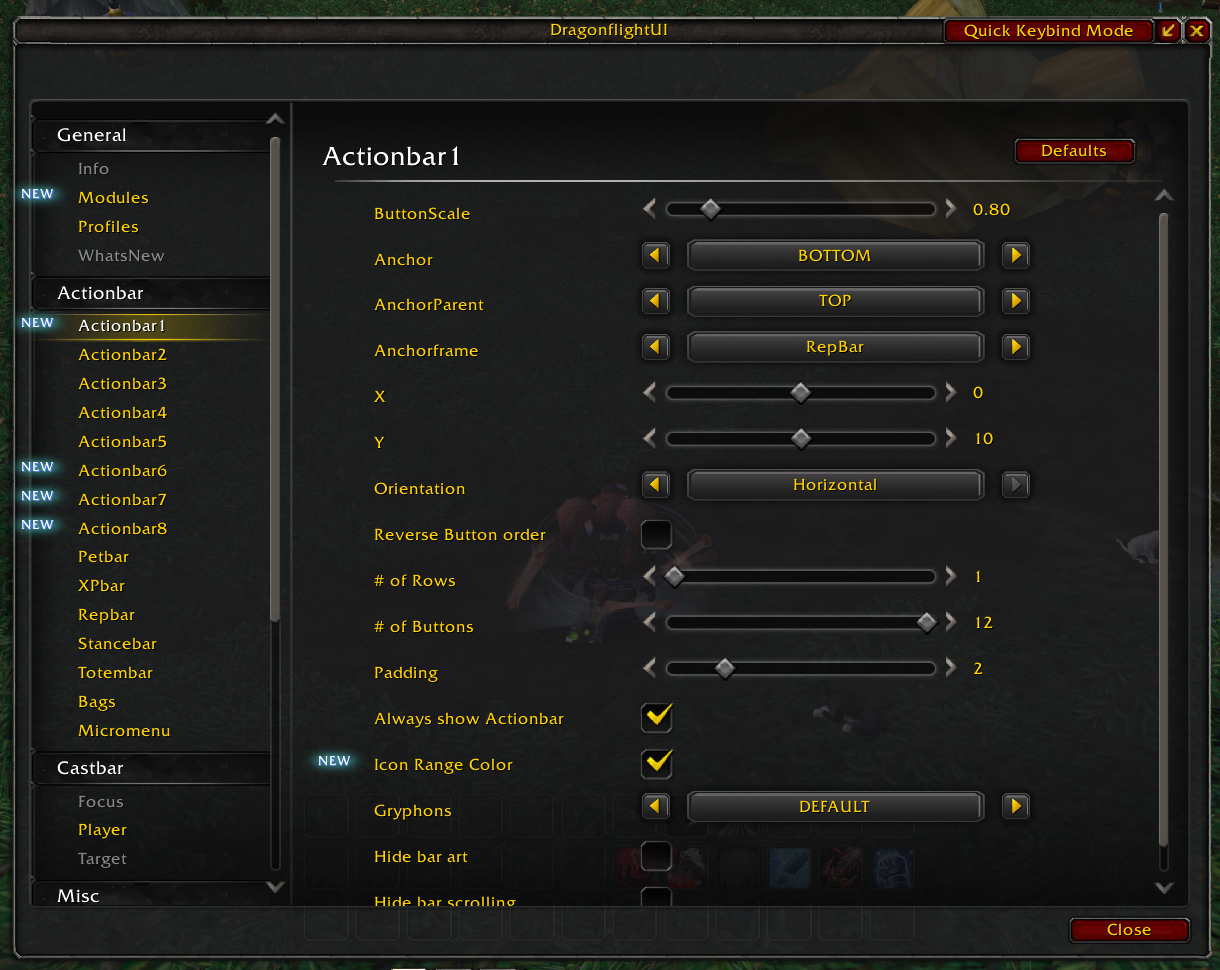 DragonflightUI
Quick Keybind Mode
General
Info
NEW Modules
Profiles
WhatsNew
Actionbar
NEW Actionbar1
Actionbar2
Actionbar3
Actionbar4
Actionbar5
NEW Actionbar6
NEW Actionbar7
NEW Actionbar8
Petbar
XPbar
Repbar
Stancebar
Totembar
Bags
Micromenu
Castbar
Focus
Player
Target
Misc
Actionbar1
Defaults
ButtonScale 0.80
Anchor BOTTOM
AnchorParent TOP
Anchorframe RepBar
X 0
Y 10
Orientation Horizontal
Reverse Button order
# of Rows 1
# of Buttons 12
Padding 2
Always show Actionbar
NEW Icon Range Color
Gryphons DEFAULT
Hide bar art
Hide bar scrolling
Close